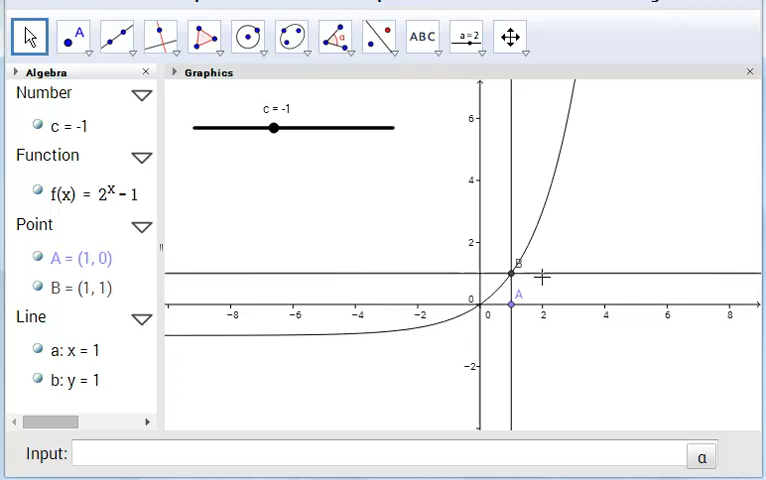 ABC
a=2
α
Algebra
×
Graphics
×
Number
c = -1
Function
f(x) = 2ˣ - 1
Point
A = (1, 0)
B = (1, 1)
Line
a: x = 1
b: y = 1
c = -1
6
4
2
0
-2
-8
-6
-4
-2
0
2
4
6
8
B
A
Input:
α